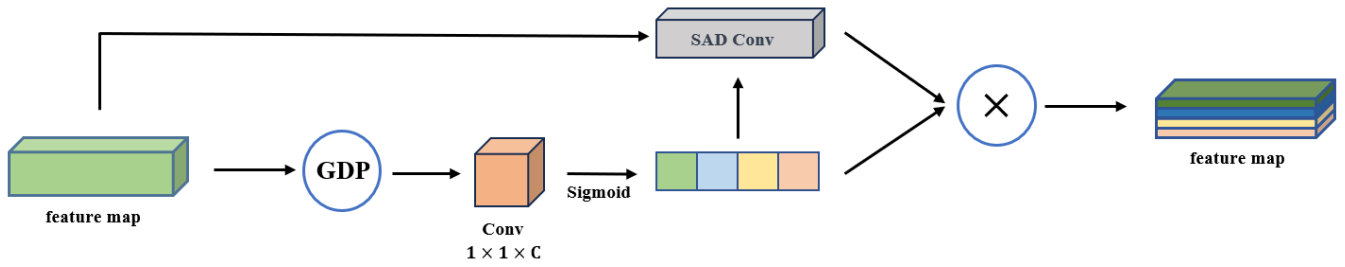 SAD Conv
GDP
×
Sigmoid
feature map
feature map
Conv
1 × 1 × C